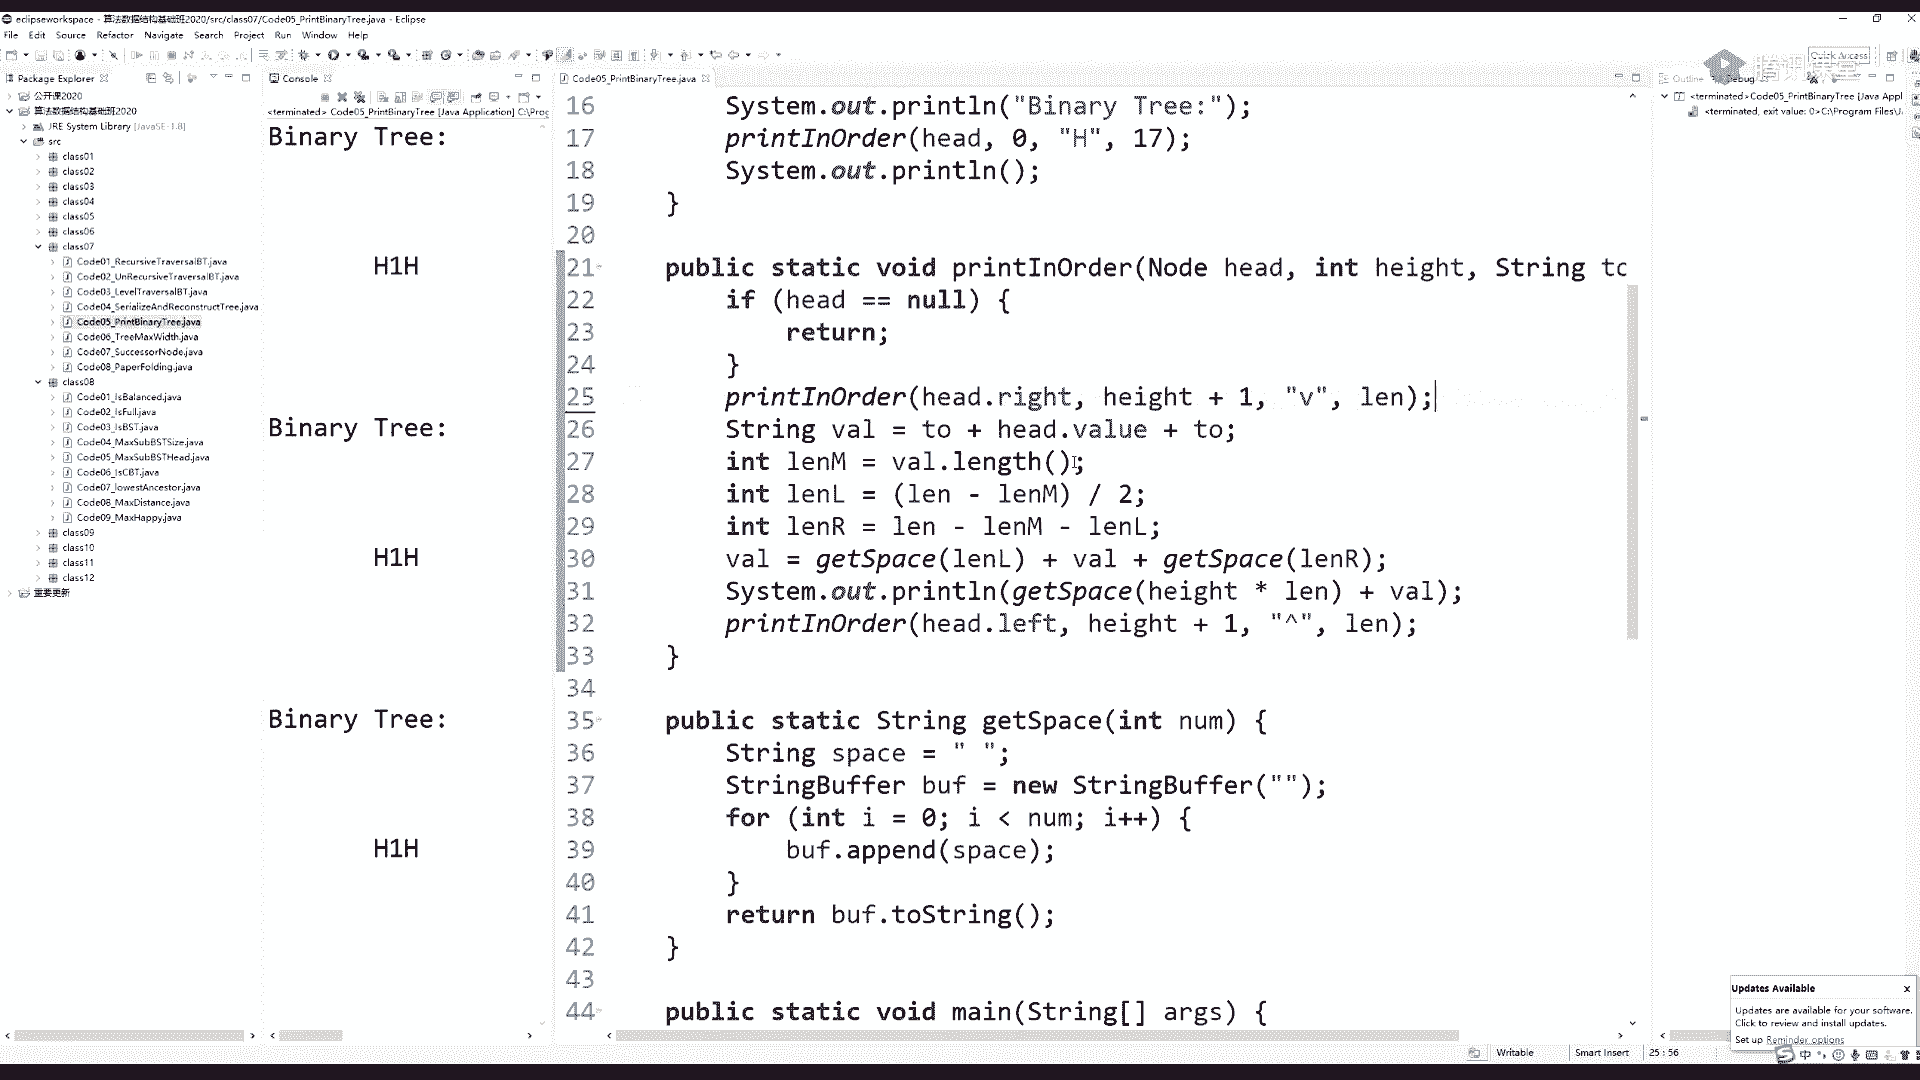 eclipseworkspace - 算法数据结构基础班2020/src/class07/Code05_PrintBinaryTree.java - Eclipse
File Edit Source Refactor Navigate Search Project Run Window Help
Quick Access
腾讯课堂
Package Explorer
公开课2020
算法数据结构基础班2020
JRE System Library [JavaSE-1.8]
src
class01
class02
class03
class04
class05
class06
class07
Code01_RecursiveTraversalBT.java
Code02_UnRecursiveTraversalBT.java
Code03_LevelTraversalBT.java
Code04_SerializeAndReconstructTree.java
Code05_PrintBinaryTree.java
Code06_TreeMaxWidth.java
Code07_SuccessorNode.java
Code08_PaperFolding.java
class08
Code01_IsBalanced.java
Code02_IsFull.java
Code03_IsBST.java
Code04_MaxSubBSTSize.java
Code05_MaxSubBSTHead.java
Code06_IsCBT.java
Code07_lowestAncestor.java
Code08_MaxDistance.java
Code09_MaxHappy.java
class09
class10
class11
class12
重要更新
Console
<terminated> Code05_PrintBinaryTree [Java Application] C:\Prog
Binary Tree:
H1H
Binary Tree:
H1H
Binary Tree:
H1H
Code05_PrintBinaryTree.java
16 System.out.println("Binary Tree:");
17 printInOrder(head, 0, "H", 17);
18 System.out.println();
19 }
20
21 public static void printInOrder(Node head, int height, String to
22 if (head == null) {
23 return;
24 }
25 printInOrder(head.right, height + 1, "v", len);
26 String val = to + head.value + to;
27 int lenM = val.length();
28 int lenL = (len - lenM) / 2;
29 int lenR = len - lenM - lenL;
30 val = getSpace(lenL) + val + getSpace(lenR);
31 System.out.println(getSpace(height * len) + val);
32 printInOrder(head.left, height + 1, "^", len);
33 }
34
35 public static String getSpace(int num) {
36 String space = " ";
37 StringBuffer buf = new StringBuffer("");
38 for (int i = 0; i < num; i++) {
39 buf.append(space);
40 }
41 return buf.toString();
42 }
43
44 public static void main(String[] args) {
Outline Debug
<terminated>Code05_PrintBinaryTree [Java Appl
<terminated, exit value: 0>C:\Program Files\J
Updates Available
Updates are available for your software.
Click to review and install updates.
Set up Reminder options
Writable Smart Insert 25 : 56
中